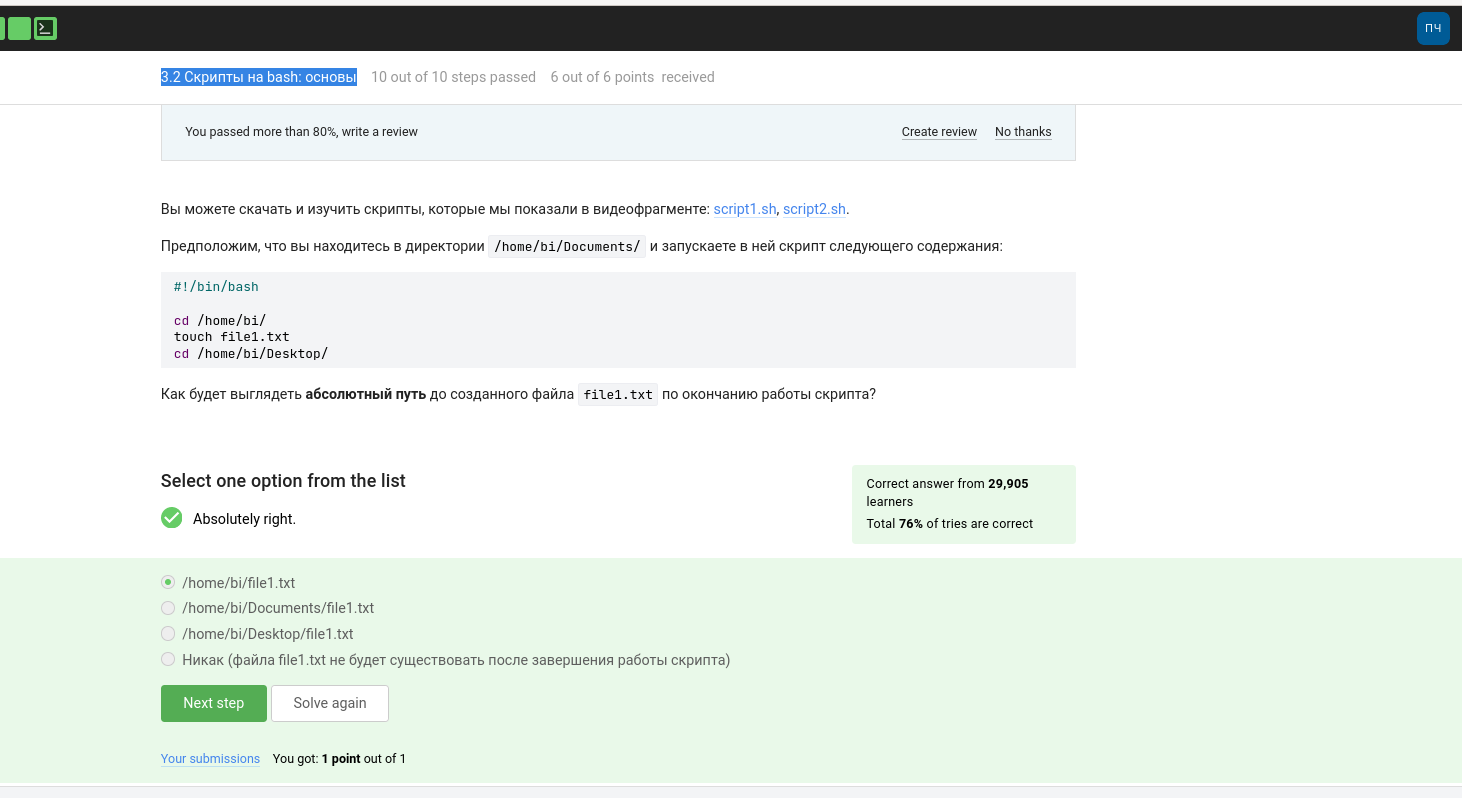 ПЧ
3.2 Скрипты на bash: основы 10 out of 10 steps passed 6 out of 6 points received
You passed more than 80%, write a review Create review No thanks
Вы можете скачать и изучить скрипты, которые мы показали в видеофрагменте: script1.sh, script2.sh.
Предположим, что вы находитесь в директории /home/bi/Documents/ и запускаете в ней скрипт следующего содержания:
#!/bin/bash
cd /home/bi/
touch file1.txt
cd /home/bi/Desktop/
Как будет выглядеть абсолютный путь до созданного файла file1.txt по окончанию работы скрипта?
Select one option from the list
Absolutely right.
Correct answer from 29,905
learners
Total 76% of tries are correct
/home/bi/file1.txt
/home/bi/Documents/file1.txt
/home/bi/Desktop/file1.txt
Никак (файла file1.txt не будет существовать после завершения работы скрипта)
Next step Solve again
Your submissions You got: 1 point out of 1